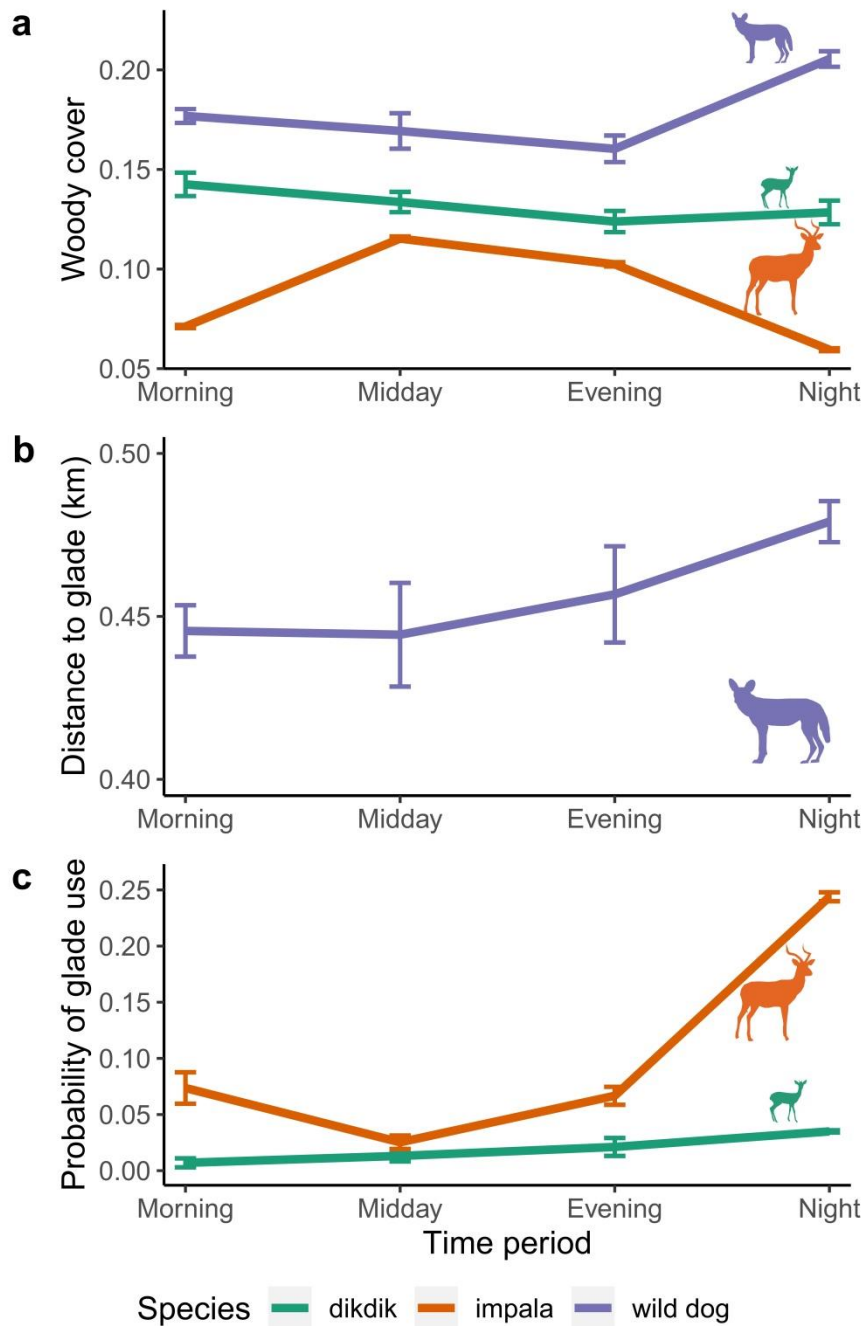 a
Woody cover
0.20
0.15
0.10
0.05
Morning Midday Evening Night
b
Distance to glade (km)
0.50
0.45
0.40
Morning Midday Evening Night
c
Probability of glade use
0.25
0.20
0.15
0.10
0.05
0.00
Morning Midday Evening Night
Time period
Species dikdik impala wild dog